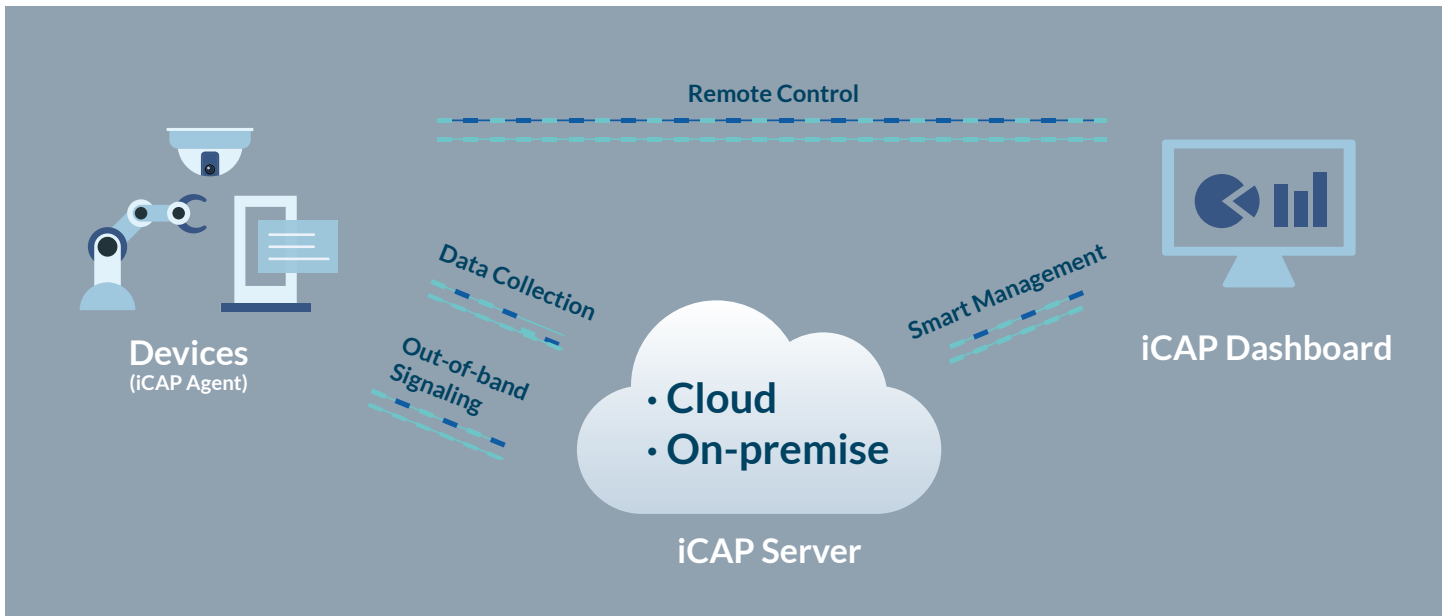 Remote Control
Data Collection
Out-of-band
Signaling
Smart Management
Devices
(iCAP Agent)
iCAP Dashboard
· Cloud
· On-premise
iCAP Server